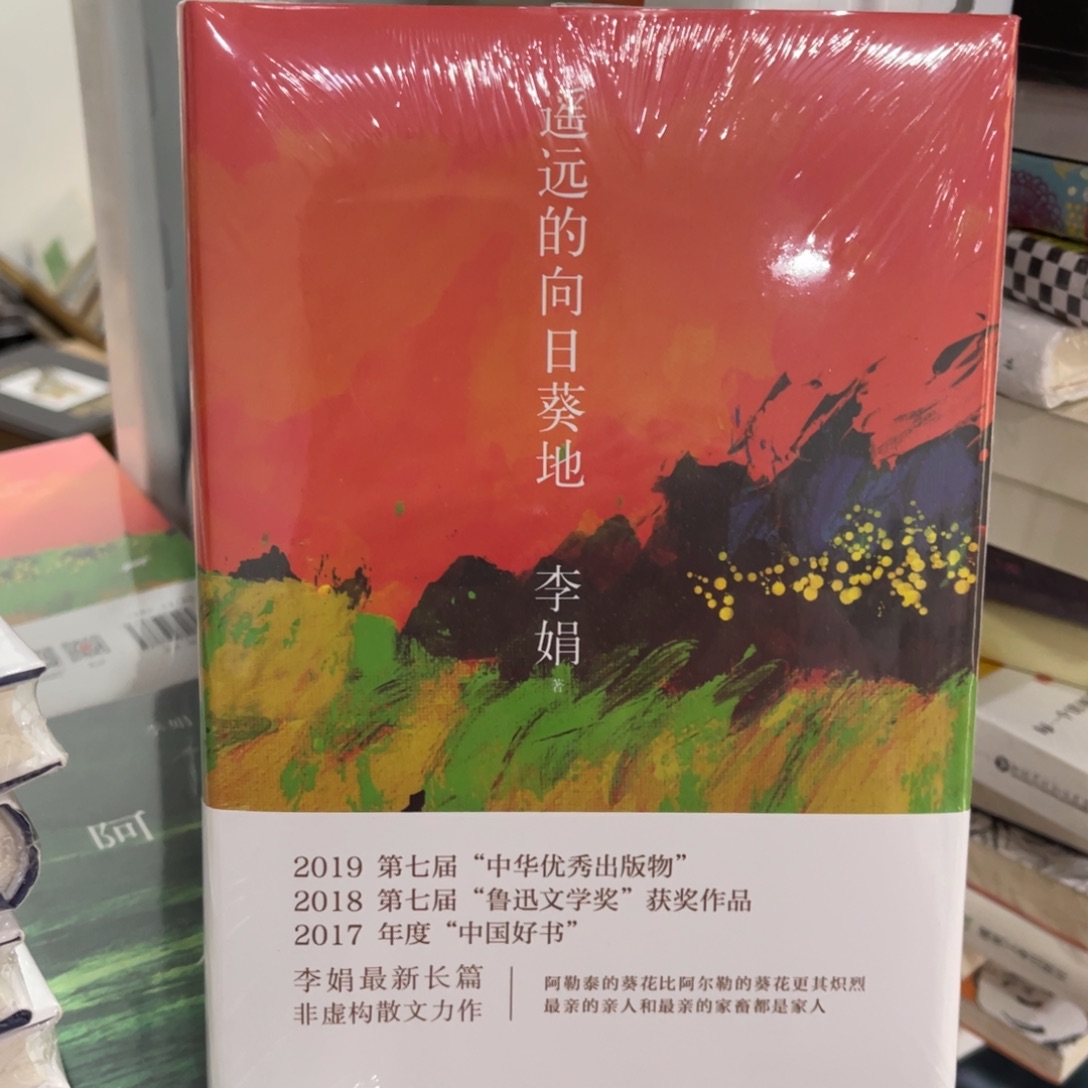 遥远的向日葵地
李娟
著
2019 第七届“中华优秀出版物”
2018 第七届“鲁迅文学奖”获奖作品
2017 年度“中国好书”
李娟最新长篇
非虚构散文力作
阿勒泰的葵花比阿尔勒的葵花更其炽烈
最亲的亲人和最亲的家畜都是家人
阿